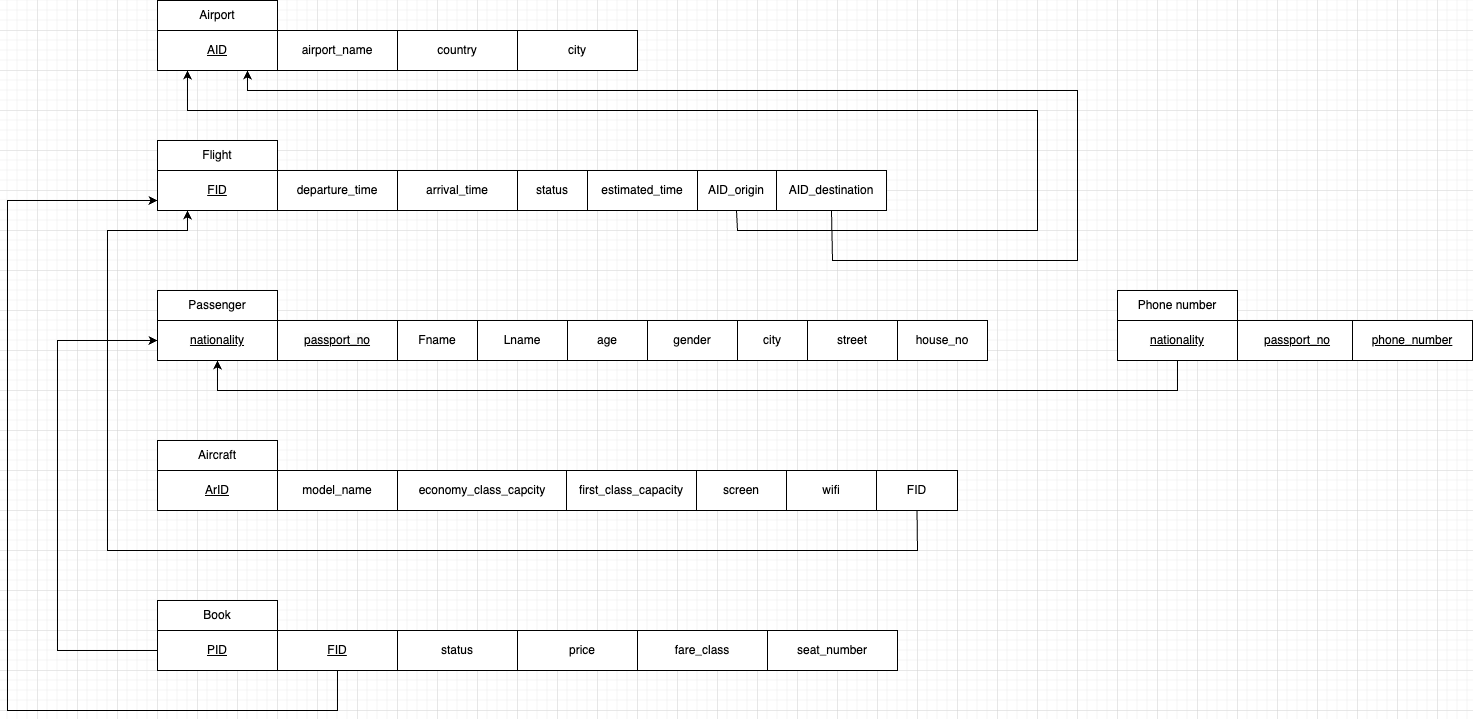 Airport
AID airport_name country city
Flight
FID departure_time arrival_time status estimated_time AID_origin AID_destination
Passenger Phone number
nationality passport_no Fname Lname age gender city street house_no nationality passport_no phone_number
Aircraft
ArID model_name economy_class_capcity first_class_capacity screen wifi FID
Book
PID FID status price fare_class seat_number